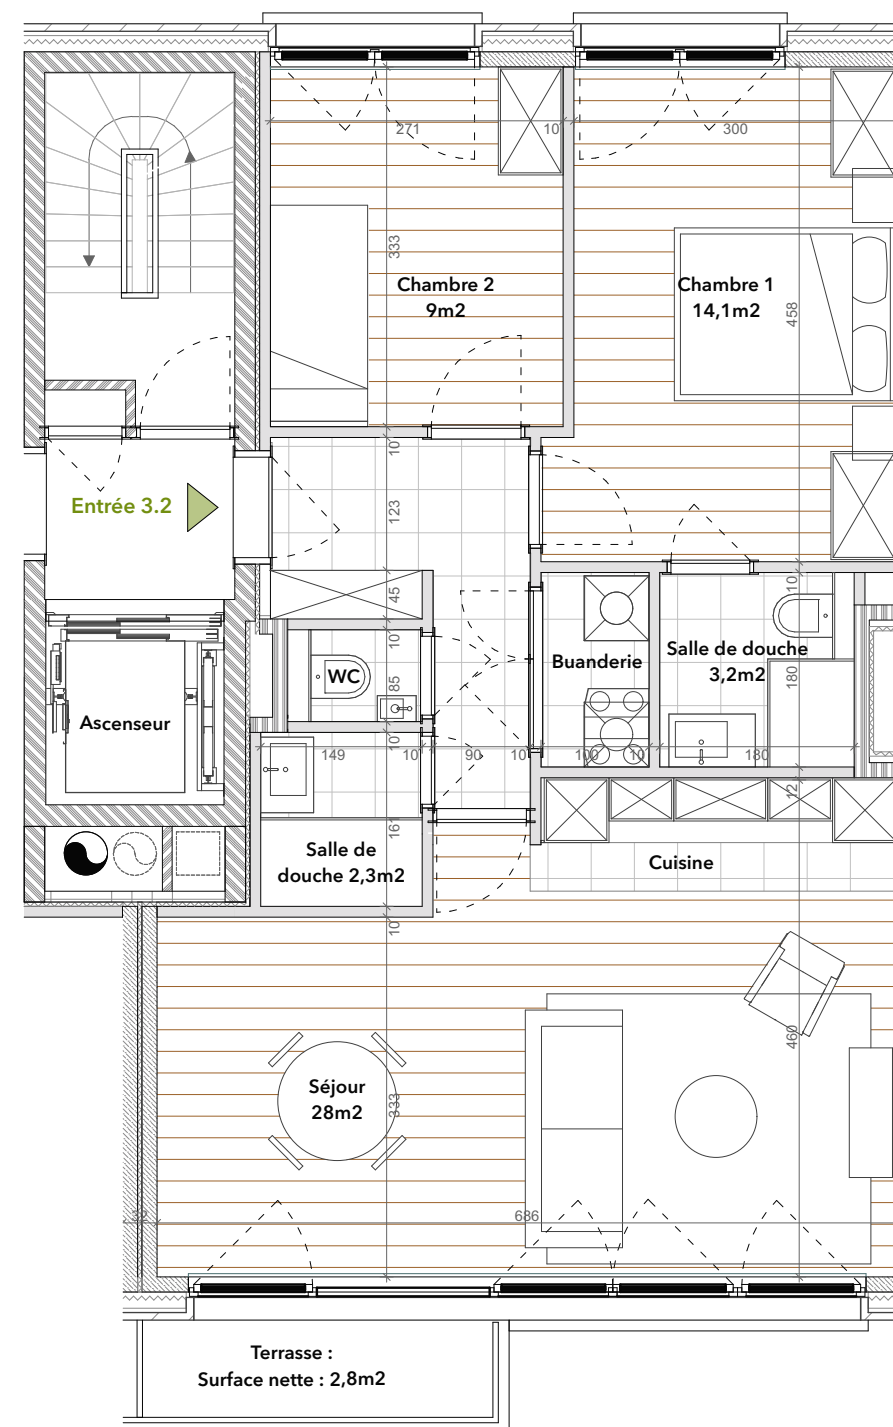 271
10
300
333
Chambre 2
9m2
Chambre 1
14,1m2
458
10
Entrée 3.2
123
45
10
10
WC
85
Buanderie
Salle de douche
3,2m2
180
Ascenseur
10
149
10
90
10
100
10
180
12
161
Salle de
douche 2,3m2
Cuisine
10
460
Séjour
28m2
333
32
686
Terrasse :
Surface nette : 2,8m2